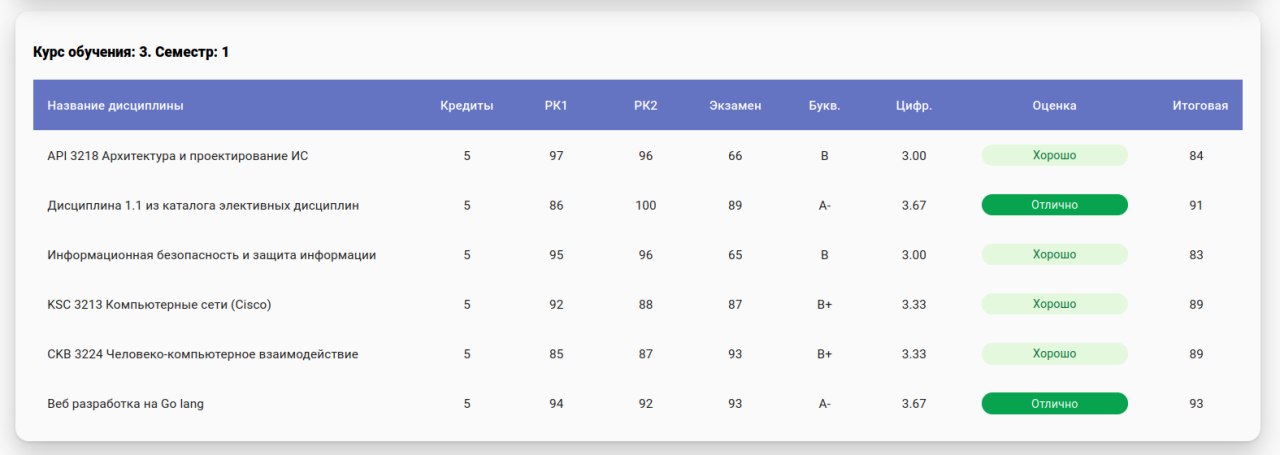 Курс обучения: 3. Семестр: 1
Название дисциплины Кредиты РК1 РК2 Экзамен Букв. Цифр. Оценка Итоговая
API 3218 Архитектура и проектирование ИС 5 97 96 66 B 3.00 Хорошо 84
Дисциплина 1.1 из каталога элективных дисциплин 5 86 100 89 A- 3.67 Отлично 91
Информационная безопасность и защита информации 5 95 96 65 B 3.00 Хорошо 83
KSC 3213 Компьютерные сети (Cisco) 5 92 88 87 B+ 3.33 Хорошо 89
CKB 3224 Человеко-компьютерное взаимодействие 5 85 87 93 B+ 3.33 Хорошо 89
Веб разработка на Go lang 5 94 92 93 A- 3.67 Отлично 93